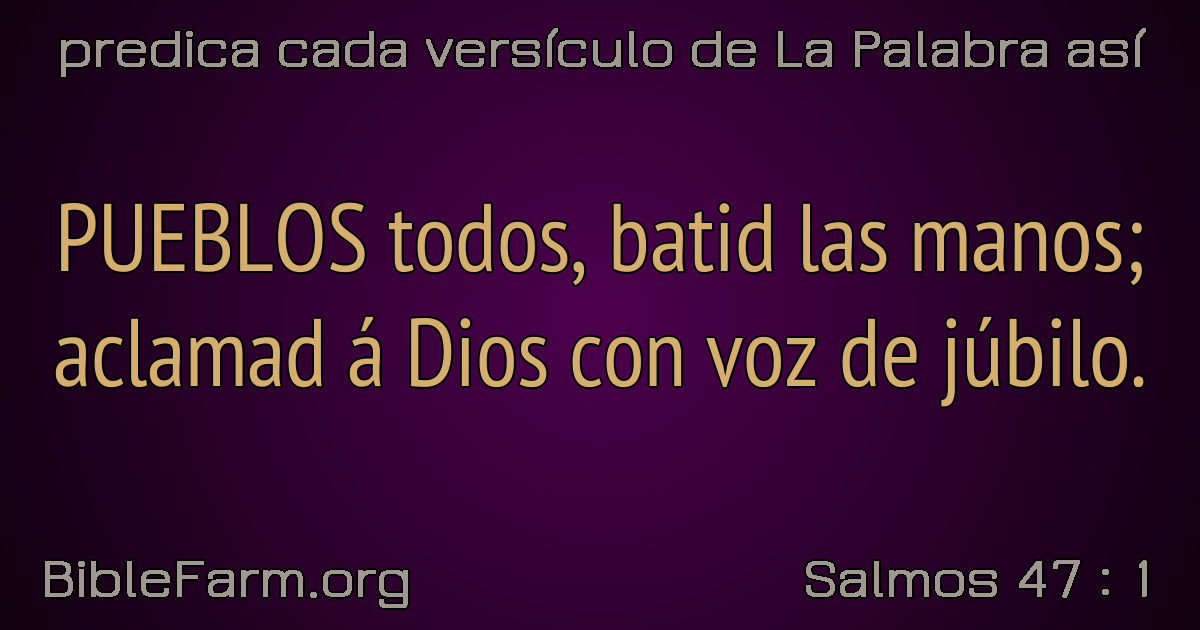 predica cada versículo de La Palabra así
PUEBLOS todos, batid las manos;
aclamad á Dios con voz de júbilo.
BibleFarm.org
Salmos 47 : 1